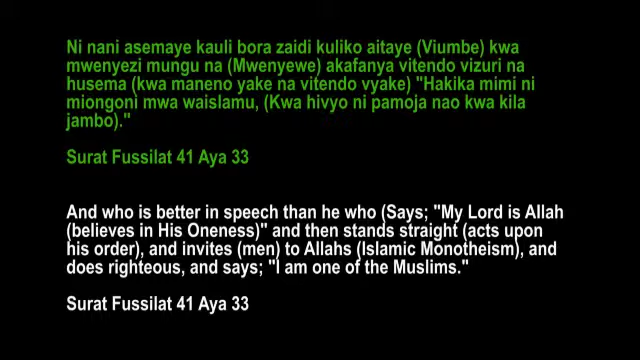 Ni nani asemaye kauli bora zaidi kuliko aitaye (Viumbe) kwa
mwenyezi mungu na (Mwenyewe) akafanya vitendo vizuri na
husema (kwa maneno yake na vitendo vyake) "Hakika mimi ni
miongoni mwa waislamu, (Kwa hivyo ni pamoja nao kwa kila
jambo)."
Surat Fussilat 41 Aya 33
And who is better in speech than he who (Says; "My Lord is Allah
(believes in His Oneness)" and then stands straight (acts upon
his order), and invites (men) to Allahs (Islamic Monotheism), and
does righteous, and says; "I am one of the Muslims."
Surat Fussilat 41 Aya 33